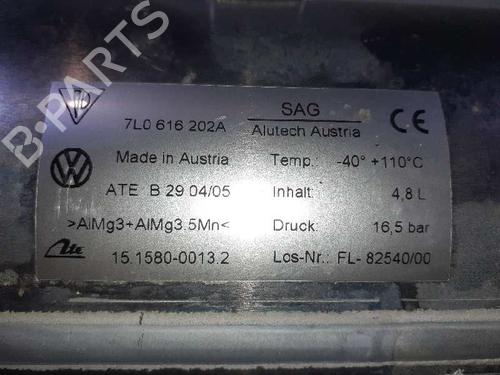 B-PARTS
7L0 616 202A
SAG
Alutech Austria
CE
Made in Austria
Temp.: -40° +110°C
ATE B 29 04/05
Inhalt: 4,8 L
>AlMg3+AlMg3.5Mn<
Druck: 16,5 bar
Ate
15.1580-0013.2
Los-Nr.: FL- 82540/00